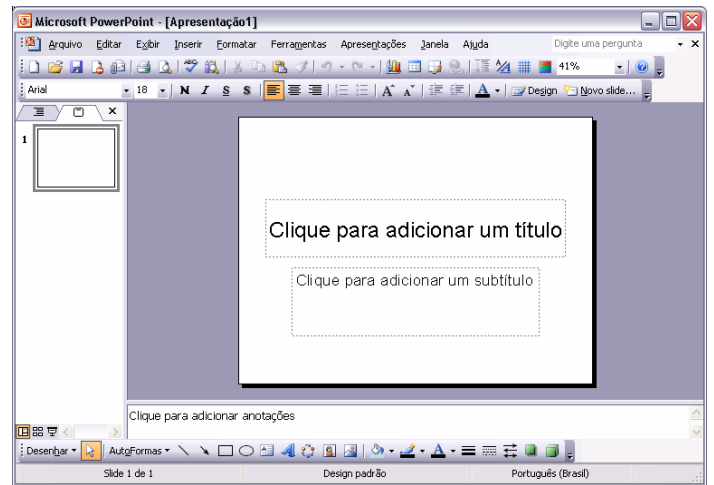 Microsoft PowerPoint - [Apresentação1]
Arquivo Editar Exibir Inserir Formatar Ferramentas Apresentações Janela Ajuda Digite uma pergunta
41%
Arial 18 N I S S A A A Design Novo slide...
1
Clique para adicionar um título
Clique para adicionar um subtítulo
Clique para adicionar anotações
Desenhar AutoFormas A
Slide 1 de 1 Design padrão Português (Brasil)